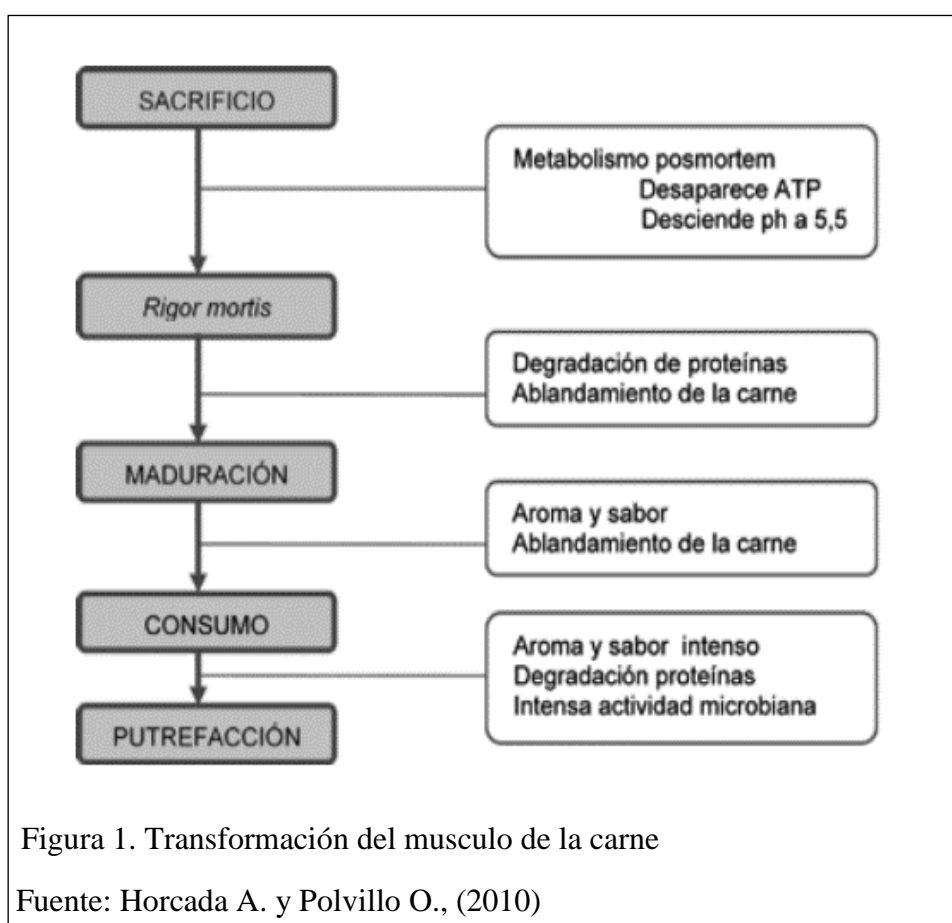 SACRIFICIO
Metabolismo posmortem
Desaparece ATP
Desciende ph a 5,5
Rigor mortis
Degradación de proteínas
Ablandamiento de la carne
MADURACIÓN
Aroma y sabor
Ablandamiento de la carne
CONSUMO
Aroma y sabor intenso
Degradación proteínas
Intensa actividad microbiana
PUTREFACCIÓN
Figura 1. Transformación del musculo de la carne
Fuente: Horcada A. y Polvillo O., (2010)